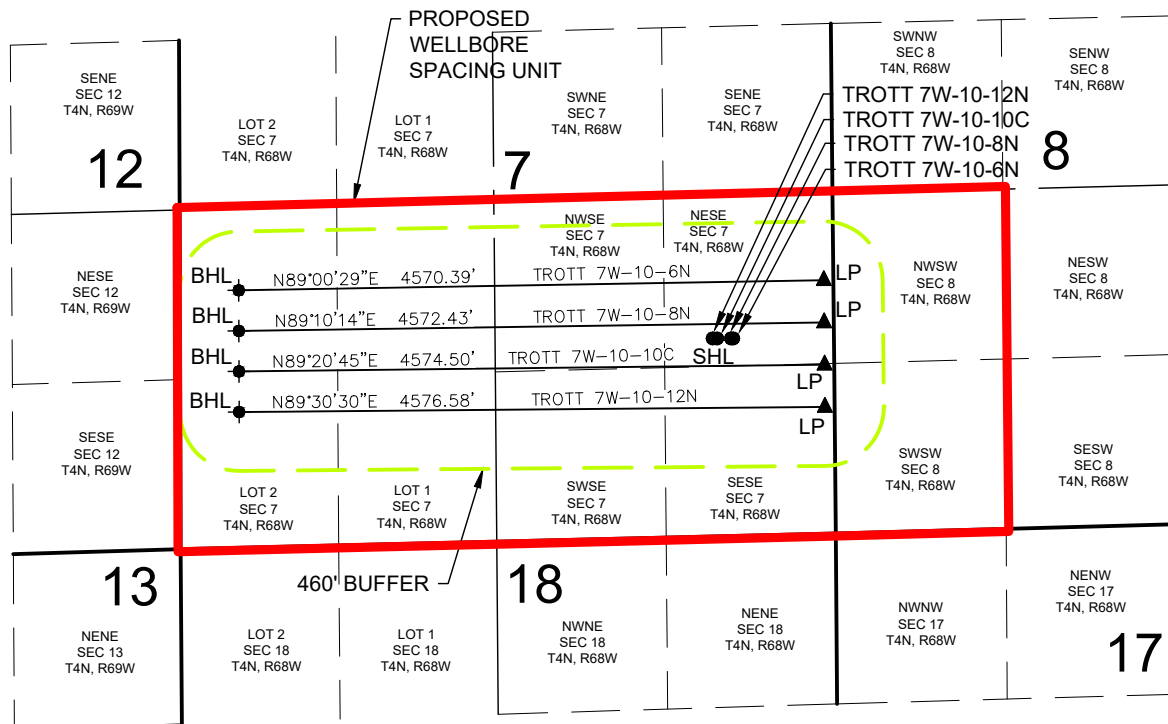 PROPOSED
WELLBORE
SPACING UNIT
SENE
SEC 12
T4N, R69W
12
LOT 2
SEC 7
T4N, R68W
LOT 1
SEC 7
T4N, R68W
7
SWNE
SEC 7
T4N, R68W
SENE
SEC 7
T4N, R68W
SWNW
SEC 8
T4N, R68W
SENW
SEC 8
T4N, R68W
TROTT 7W-10-12N
TROTT 7W-10-10C
TROTT 7W-10-8N
TROTT 7W-10-6N
8
NESE
SEC 12
T4N, R69W
NWSE
SEC 7
T4N, R68W
NESE
SEC 7
T4N, R68W
NWSW
SEC 8
T4N, R68W
NESW
SEC 8
T4N, R68W
BHL N89°00'29"E 4570.39' TROTT 7W-10-6N LP
BHL N89°10'14"E 4572.43' TROTT 7W-10-8N LP
SHL
BHL N89°20'45"E 4574.50' TROTT 7W-10-10C LP
BHL N89°30'30"E 4576.58' TROTT 7W-10-12N LP
SESE
SEC 12
T4N, R69W
LOT 2
SEC 7
T4N, R68W
LOT 1
SEC 7
T4N, R68W
SWSE
SEC 7
T4N, R68W
SESE
SEC 7
T4N, R68W
SWSW
SEC 8
T4N, R68W
SESW
SEC 8
T4N, R68W
460' BUFFER
13
NENE
SEC 13
T4N, R69W
LOT 2
SEC 18
T4N, R68W
LOT 1
SEC 18
T4N, R68W
18
NWNE
SEC 18
T4N, R68W
NENE
SEC 18
T4N, R68W
NWNW
SEC 17
T4N, R68W
NENW
SEC 17
T4N, R68W
17